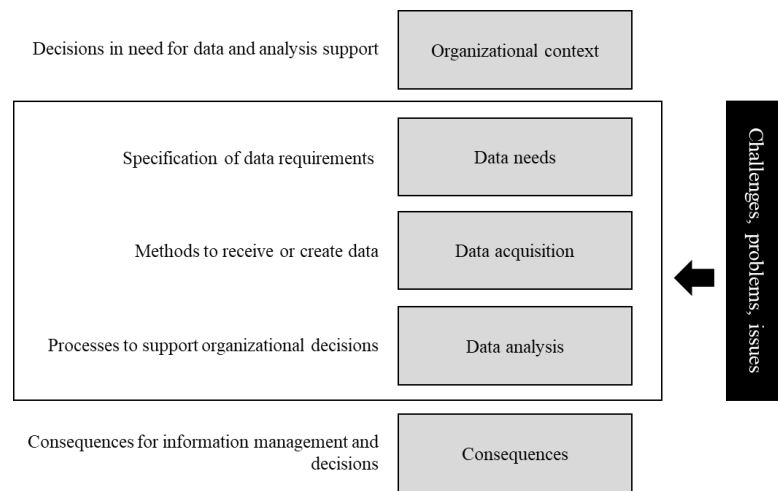 Decisions in need for data and analysis support
Organizational context
Specification of data requirements
Data needs
Methods to receive or create data
Data acquisition
Processes to support organizational decisions
Data analysis
Consequences for information management and
decisions
Consequences
Challenges, problems, issues